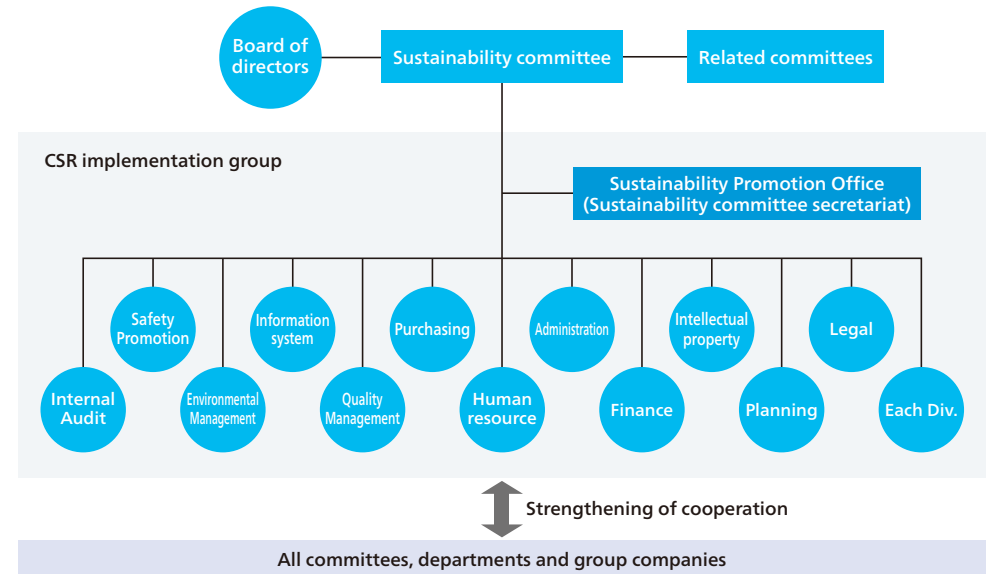 Board of
directors
Sustainability committee
Related committees
CSR implementation group
Sustainability Promotion Office
(Sustainability committee secretariat)
Safety
Promotion
Information
system
Purchasing
Administration
Intellectual
property
Legal
Internal
Audit
Environmental
Management
Quality
Management
Human
resource
Finance
Planning
Each Div.
Strengthening of cooperation
All committees, departments and group companies